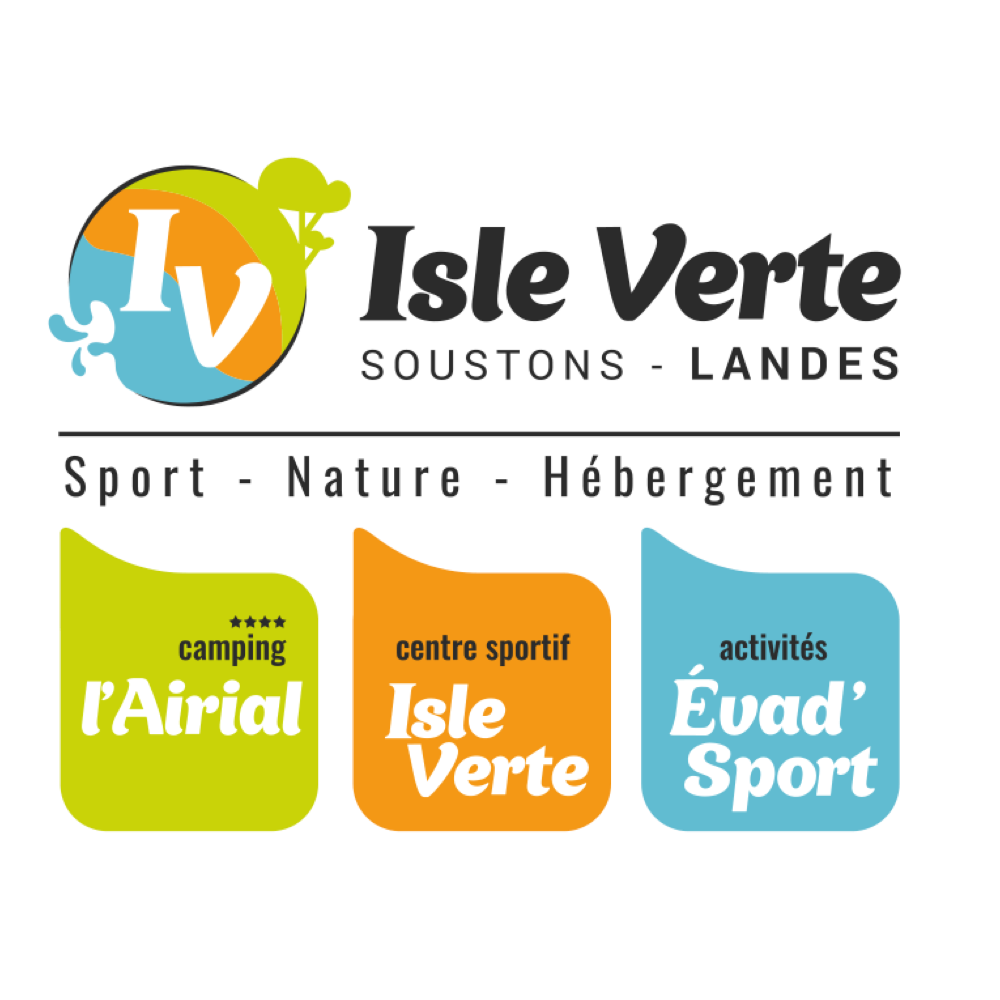 IV
Isle Verte
SOUSTONS - LANDES
Sport - Nature - Hébergement
camping
l'Airial
centre sportif
Isle
Verte
activités
Évad'
Sport